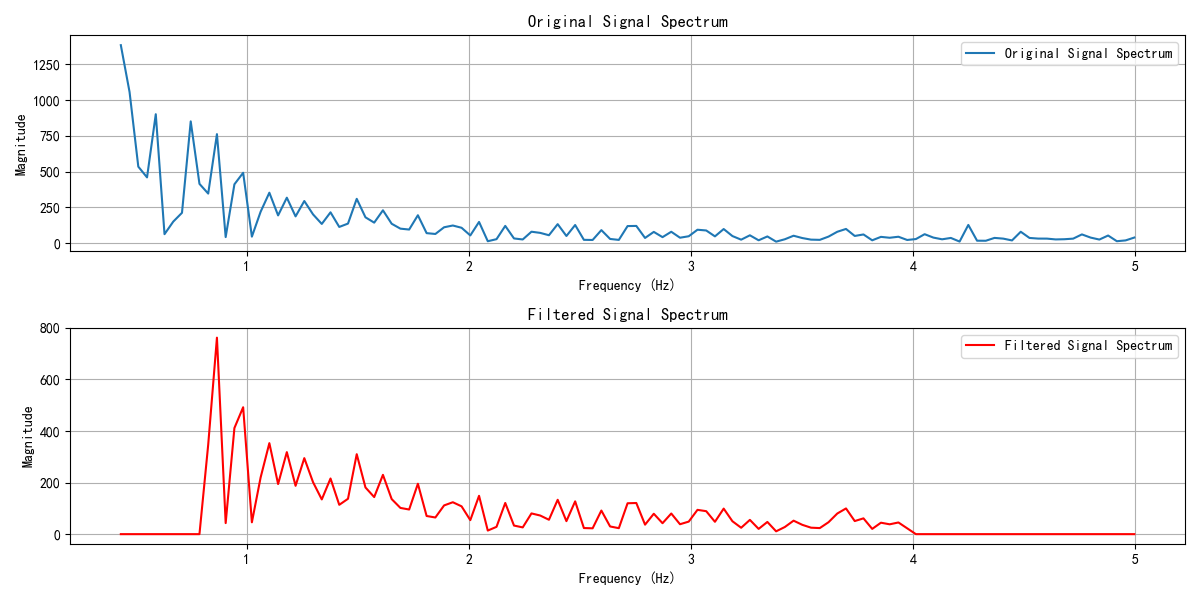 Original Signal Spectrum
Original Signal Spectrum
Magnitude
1250
1000
750
500
250
0
1 2 3 4 5
Frequency (Hz)
Filtered Signal Spectrum
Filtered Signal Spectrum
Magnitude
800
600
400
200
0
1 2 3 4 5
Frequency (Hz)